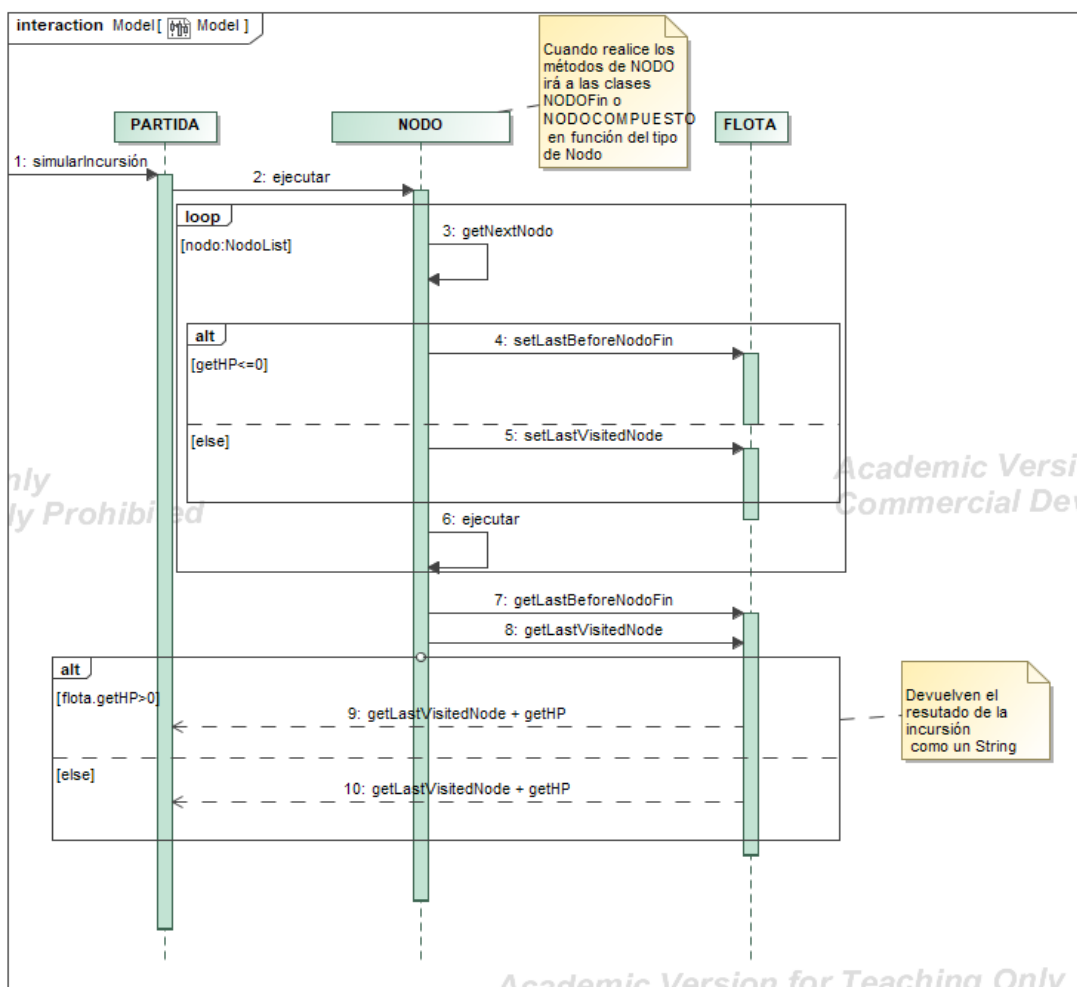 interaction Model[ Model ]
Cuando realice los
métodos de NODO
irá a las clases
NODOFin o
NODOCOMPUESTO
en función del tipo
de Nodo
PARTIDA
NODO
FLOTA
1: simularIncursión
2: ejecutar
loop
[nodo:NodoList]
3: getNextNodo
alt
[getHP<=0]
4: setLastBeforeNodoFin
[else]
5: setLastVisitedNode
nly
ly Prohibited
Academic Versi
Commercial Dev
6: ejecutar
7: getLastBeforeNodoFin
8: getLastVisitedNode
alt
[flota.getHP>0]
9: getLastVisitedNode + getHP
Devuelven el
resutado de la
incursión
como un String
[else]
10: getLastVisitedNode + getHP
Academic Version for Teaching Only